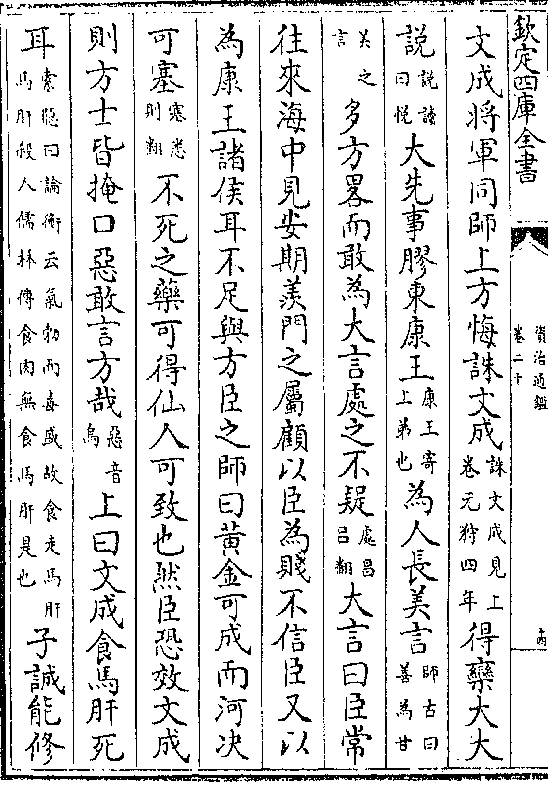 欽定四庫全書
資治通鑑
卷二十
文成將軍同師上方悔誅文成誅文成見上卷元狩四年得欒大大
説説讀曰悦大先事膠東康王康王寄上弟也為人長美言師古曰善為甘
美之言多方畧而敢為大言處之不疑處昌吕翻大言曰臣常
往來海中見安期羨門之屬顧以臣為賤不信臣又以
為康王諸侯耳不足與方臣之師曰黄金可成而河决
可塞塞悉則翻不死之藥可得仙人可致也然臣恐效文成
則方士皆掩口惡敢言方哉惡音烏上曰文成食馬肝死
耳索隱曰論衡云氣勃而毒盛故食走馬肝馬肝殺人儒林傳食肉無食馬肝是也子誠能修